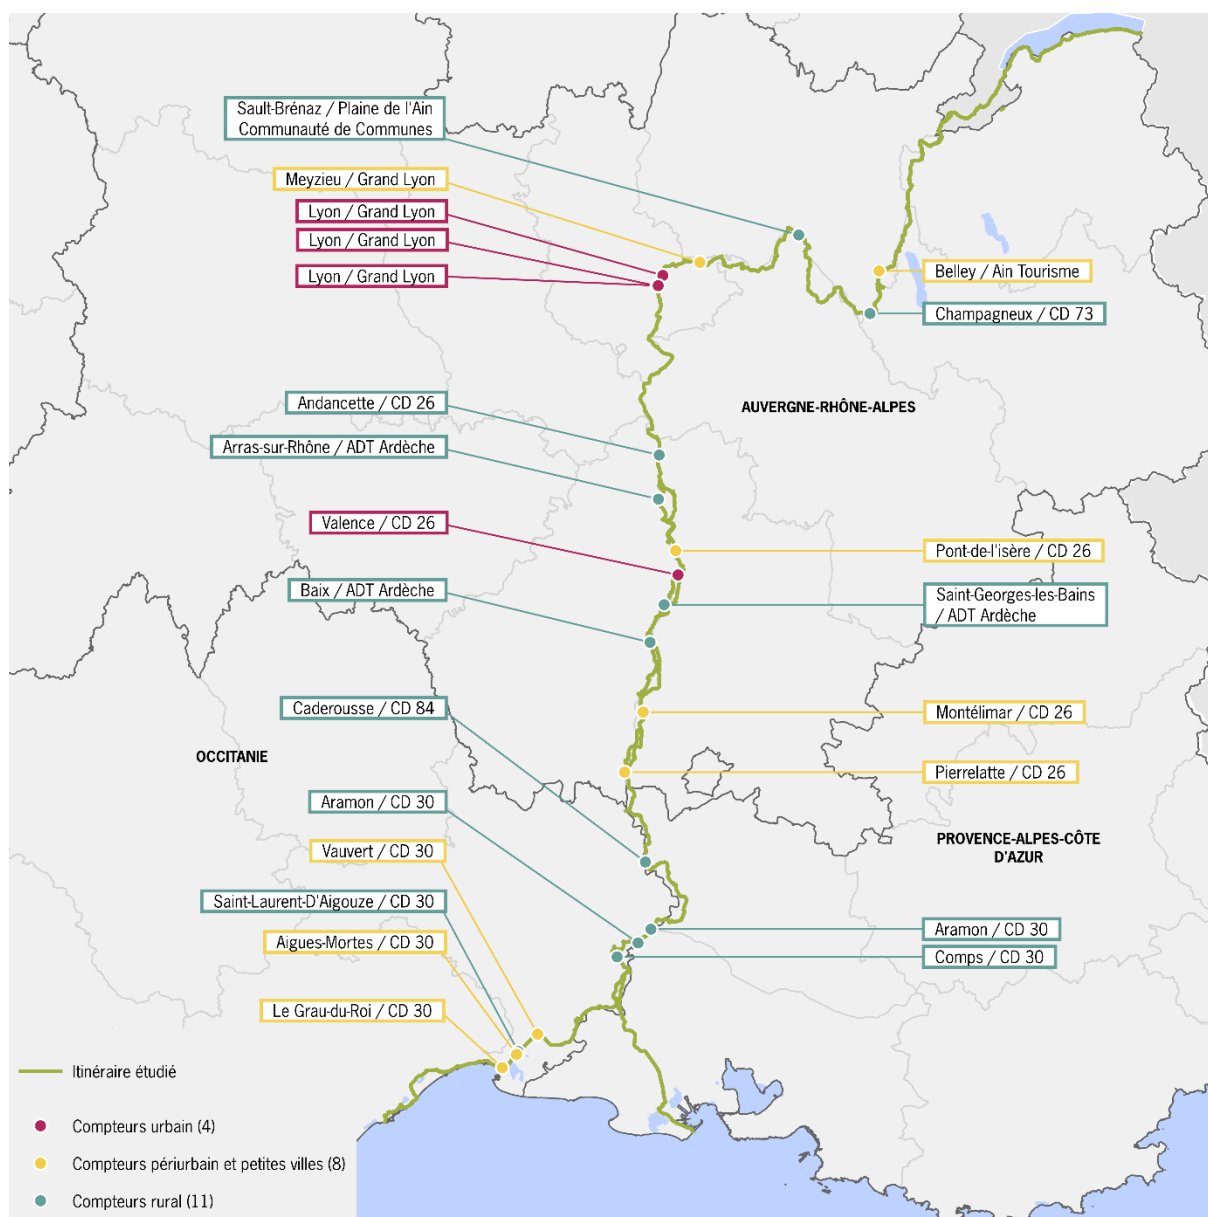 Sault-Brénaz / Plaine de l'Ain
Communauté de Communes
Meyzieu / Grand Lyon
Lyon / Grand Lyon
Lyon / Grand Lyon
Lyon / Grand Lyon
Belley / Ain Tourisme
Champagneux / CD 73
Andancette / CD 26
AUVERGNE-RHÔNE-ALPES
Arras-sur-Rhône / ADT Ardèche
Valence / CD 26
Pont-de-l'isère / CD 26
Baix / ADT Ardèche
Saint-Georges-les-Bains
/ ADT Ardèche
Caderousse / CD 84
Montélimar / CD 26
OCCITANIE
Pierrelatte / CD 26
Aramon / CD 30
PROVENCE-ALPES-CÔTE
D'AZUR
Vauvert / CD 30
Saint-Laurent-D'Aigouze / CD 30
Aramon / CD 30
Aigues-Mortes / CD 30
Comps / CD 30
Le Grau-du-Roi / CD 30
Itinéraire étudié
Compteurs urbain (4)
Compteurs périurbain et petites villes (8)
Compteurs rural (11)